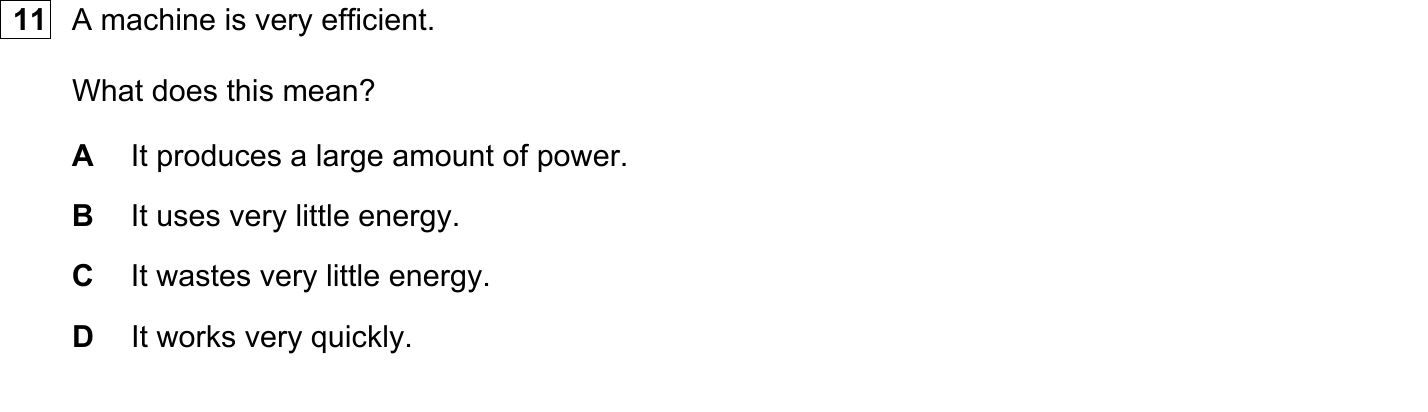 11 A machine is very efficient.
What does this mean?
A It produces a large amount of power.
B It uses very little energy.
C It wastes very little energy.
D It works very quickly.